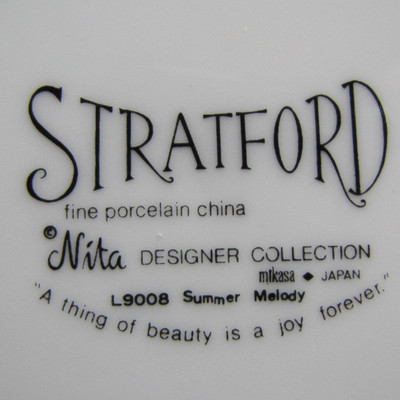 STRATFORD
fine porcelain china
©Nita DESIGNER COLLECTION
mikasa ◆ JAPAN
L9008 Summer Melody
"A thing of beauty is a joy forever."